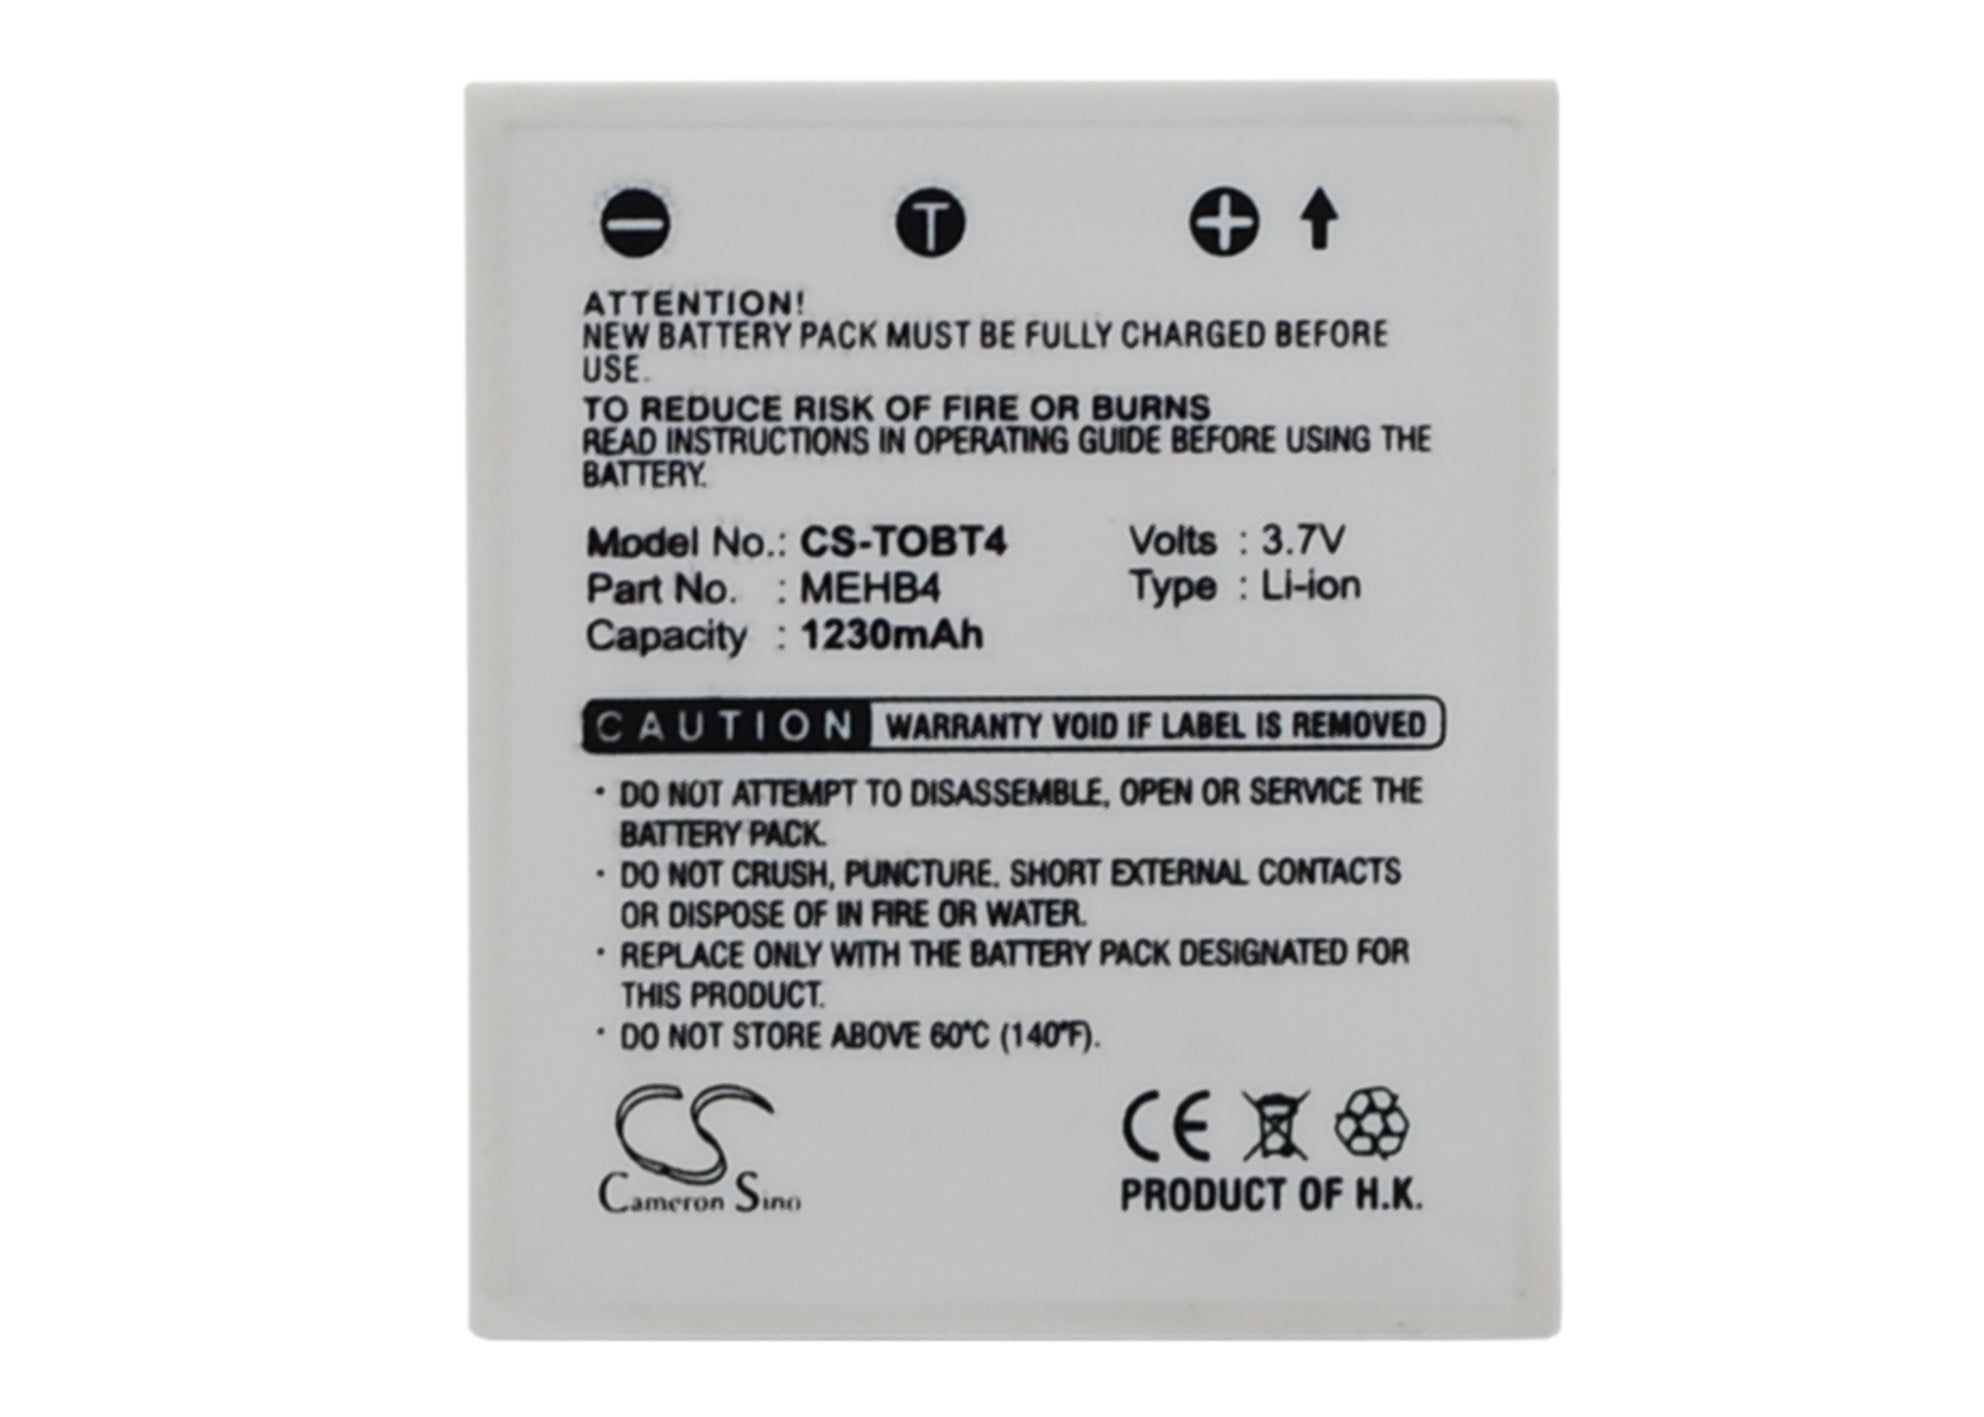 T
ATTENTION!
NEW BATTERY PACK MUST BE FULLY CHARGED BEFORE
USE.
TO REDUCE RISK OF FIRE OR BURNS
READ INSTRUCTIONS IN OPERATING GUIDE BEFORE USING THE
BATTERY.
Model No.: CS-TOBT4 Volts : 3.7V
Part No. : MEHB4 Type : Li-ion
Capacity : 1230mAh
CAUTION WARRANTY VOID IF LABEL IS REMOVED
· DO NOT ATTEMPT TO DISASSEMBLE, OPEN OR SERVICE THE
BATTERY PACK.
· DO NOT CRUSH, PUNCTURE, SHORT EXTERNAL CONTACTS
OR DISPOSE OF IN FIRE OR WATER.
· REPLACE ONLY WITH THE BATTERY PACK DESIGNATED FOR
THIS PRODUCT.
· DO NOT STORE ABOVE 60°C (140°F).
CS
Cameron Sino
CE
PRODUCT OF H.K.